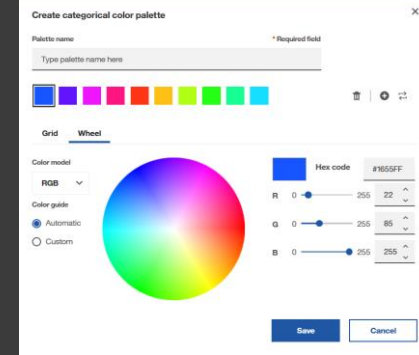 Create categorical color palette
Palette name * Required field
Type palette name here
Grid Wheel
Color model
RGB
Color guide
Automatic
Custom
Hex code #1655FF
R 0 255 22
G 0 255 85
B 0 255 255
Save Cancel